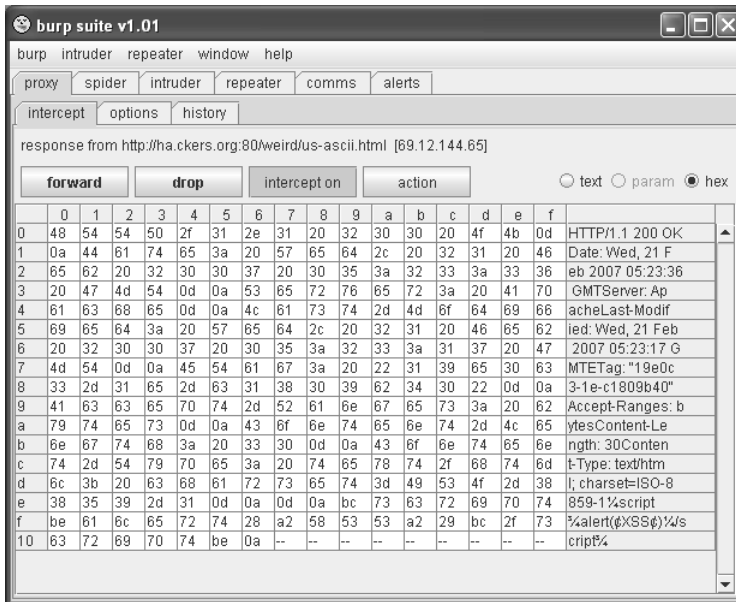 burp suite v1.01
burp intruder repeater window help
proxy spider intruder repeater comms alerts
intercept options history
response from http://ha.ckers.org:80/weird/us-ascii.html [69.12.144.65]
forward drop intercept on action text param hex
0 1 2 3 4 5 6 7 8 9 a b c d e f
0 48 54 54 50 2f 31 2e 31 20 32 30 30 20 4f 4b 0d HTTP/1.1 200 OK
1 0a 44 61 74 65 3a 20 57 65 64 2c 20 32 31 20 46 Date: Wed, 21 F
2 65 62 20 32 30 30 37 20 30 35 3a 32 33 3a 33 36 eb 2007 05:23:36
3 20 47 4d 54 0d 0a 53 65 72 76 65 72 3a 20 41 70 GMTServer: Ap
4 61 63 68 65 0d 0a 4c 61 73 74 2d 4d 6f 64 69 66 acheLast-Modif
5 69 65 64 3a 20 57 65 64 2c 20 32 31 20 46 65 62 ied: Wed, 21 Feb
6 20 32 30 30 37 20 30 35 3a 32 33 3a 31 37 20 47 2007 05:23:17 G
7 4d 54 0d 0a 45 54 61 67 3a 20 22 31 39 65 30 63 MTETag: "19e0c
8 33 2d 31 65 2d 63 31 38 30 39 62 34 30 22 0d 0a 3-1e-c1809b40"
9 41 63 63 65 70 74 2d 52 61 6e 67 65 73 3a 20 62 Accept-Ranges: b
a 79 74 65 73 0d 0a 43 6f 6e 74 65 6e 74 2d 4c 65 ytesContent-Le
b 6e 67 74 68 3a 20 33 30 0d 0a 43 6f 6e 74 65 6e ngth: 30Conten
c 74 2d 54 79 70 65 3a 20 74 65 78 74 2f 68 74 6d t-Type: text/htm
d 6c 3b 20 63 68 61 72 73 65 74 3d 49 53 4f 2d 38 l; charset=ISO-8
e 38 35 39 2d 31 0d 0a 0d 0a bc 73 63 72 69 70 74 859-1¼script
f be 61 6c 65 72 74 28 a2 58 53 53 a2 29 bc 2f 73 ¾alert(¢XSS¢)¼/s
10 63 72 69 70 74 be 0a -- -- -- -- -- -- -- -- -- cript¾